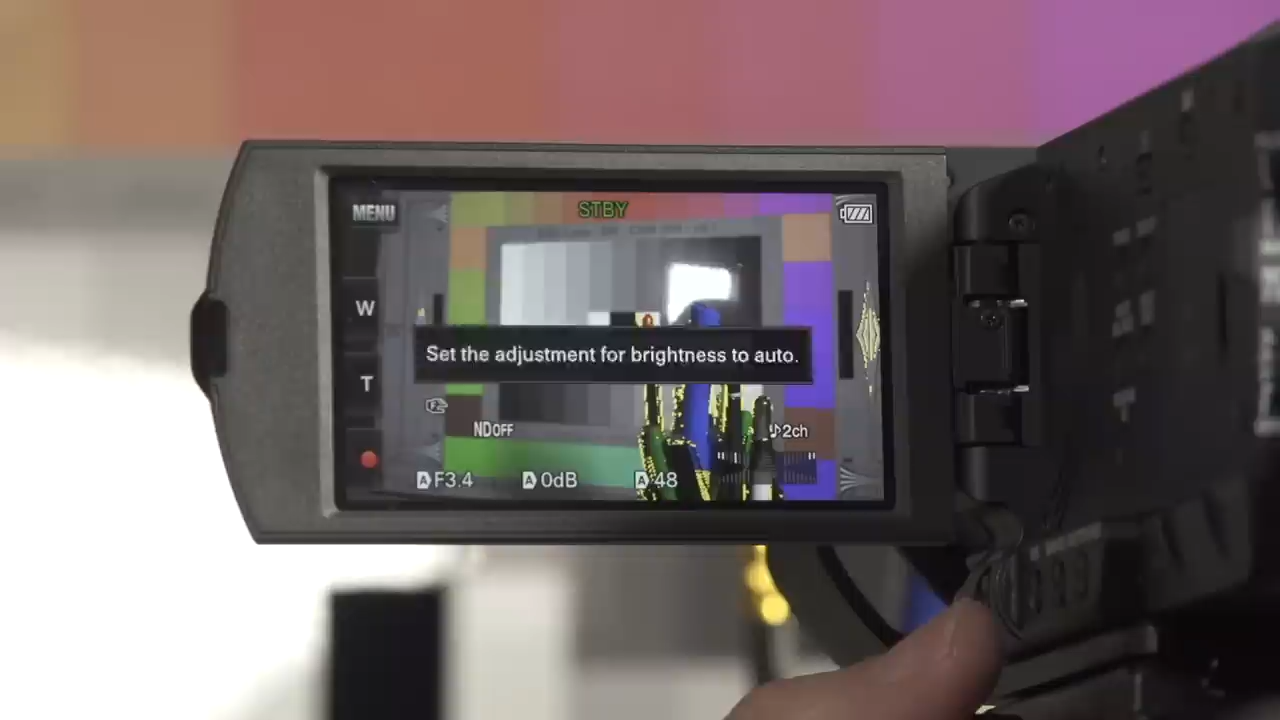 STBY
MENU
W
Set the adjustment for brightness to auto.
T
NDOFF
♪2ch
A F3.4
A 0dB
A 48